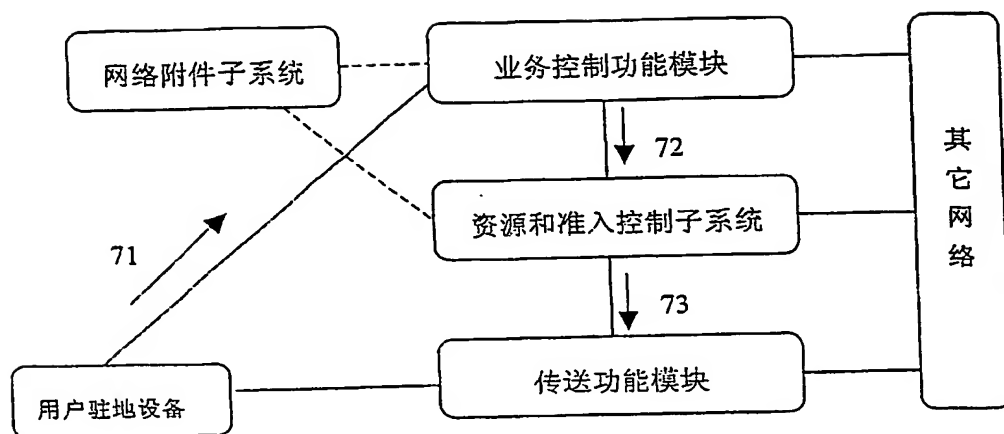 网络附件子系统
业务控制功能模块
72
资源和准入控制子系统
71
73
用户驻地设备
传送功能模块
其它网络